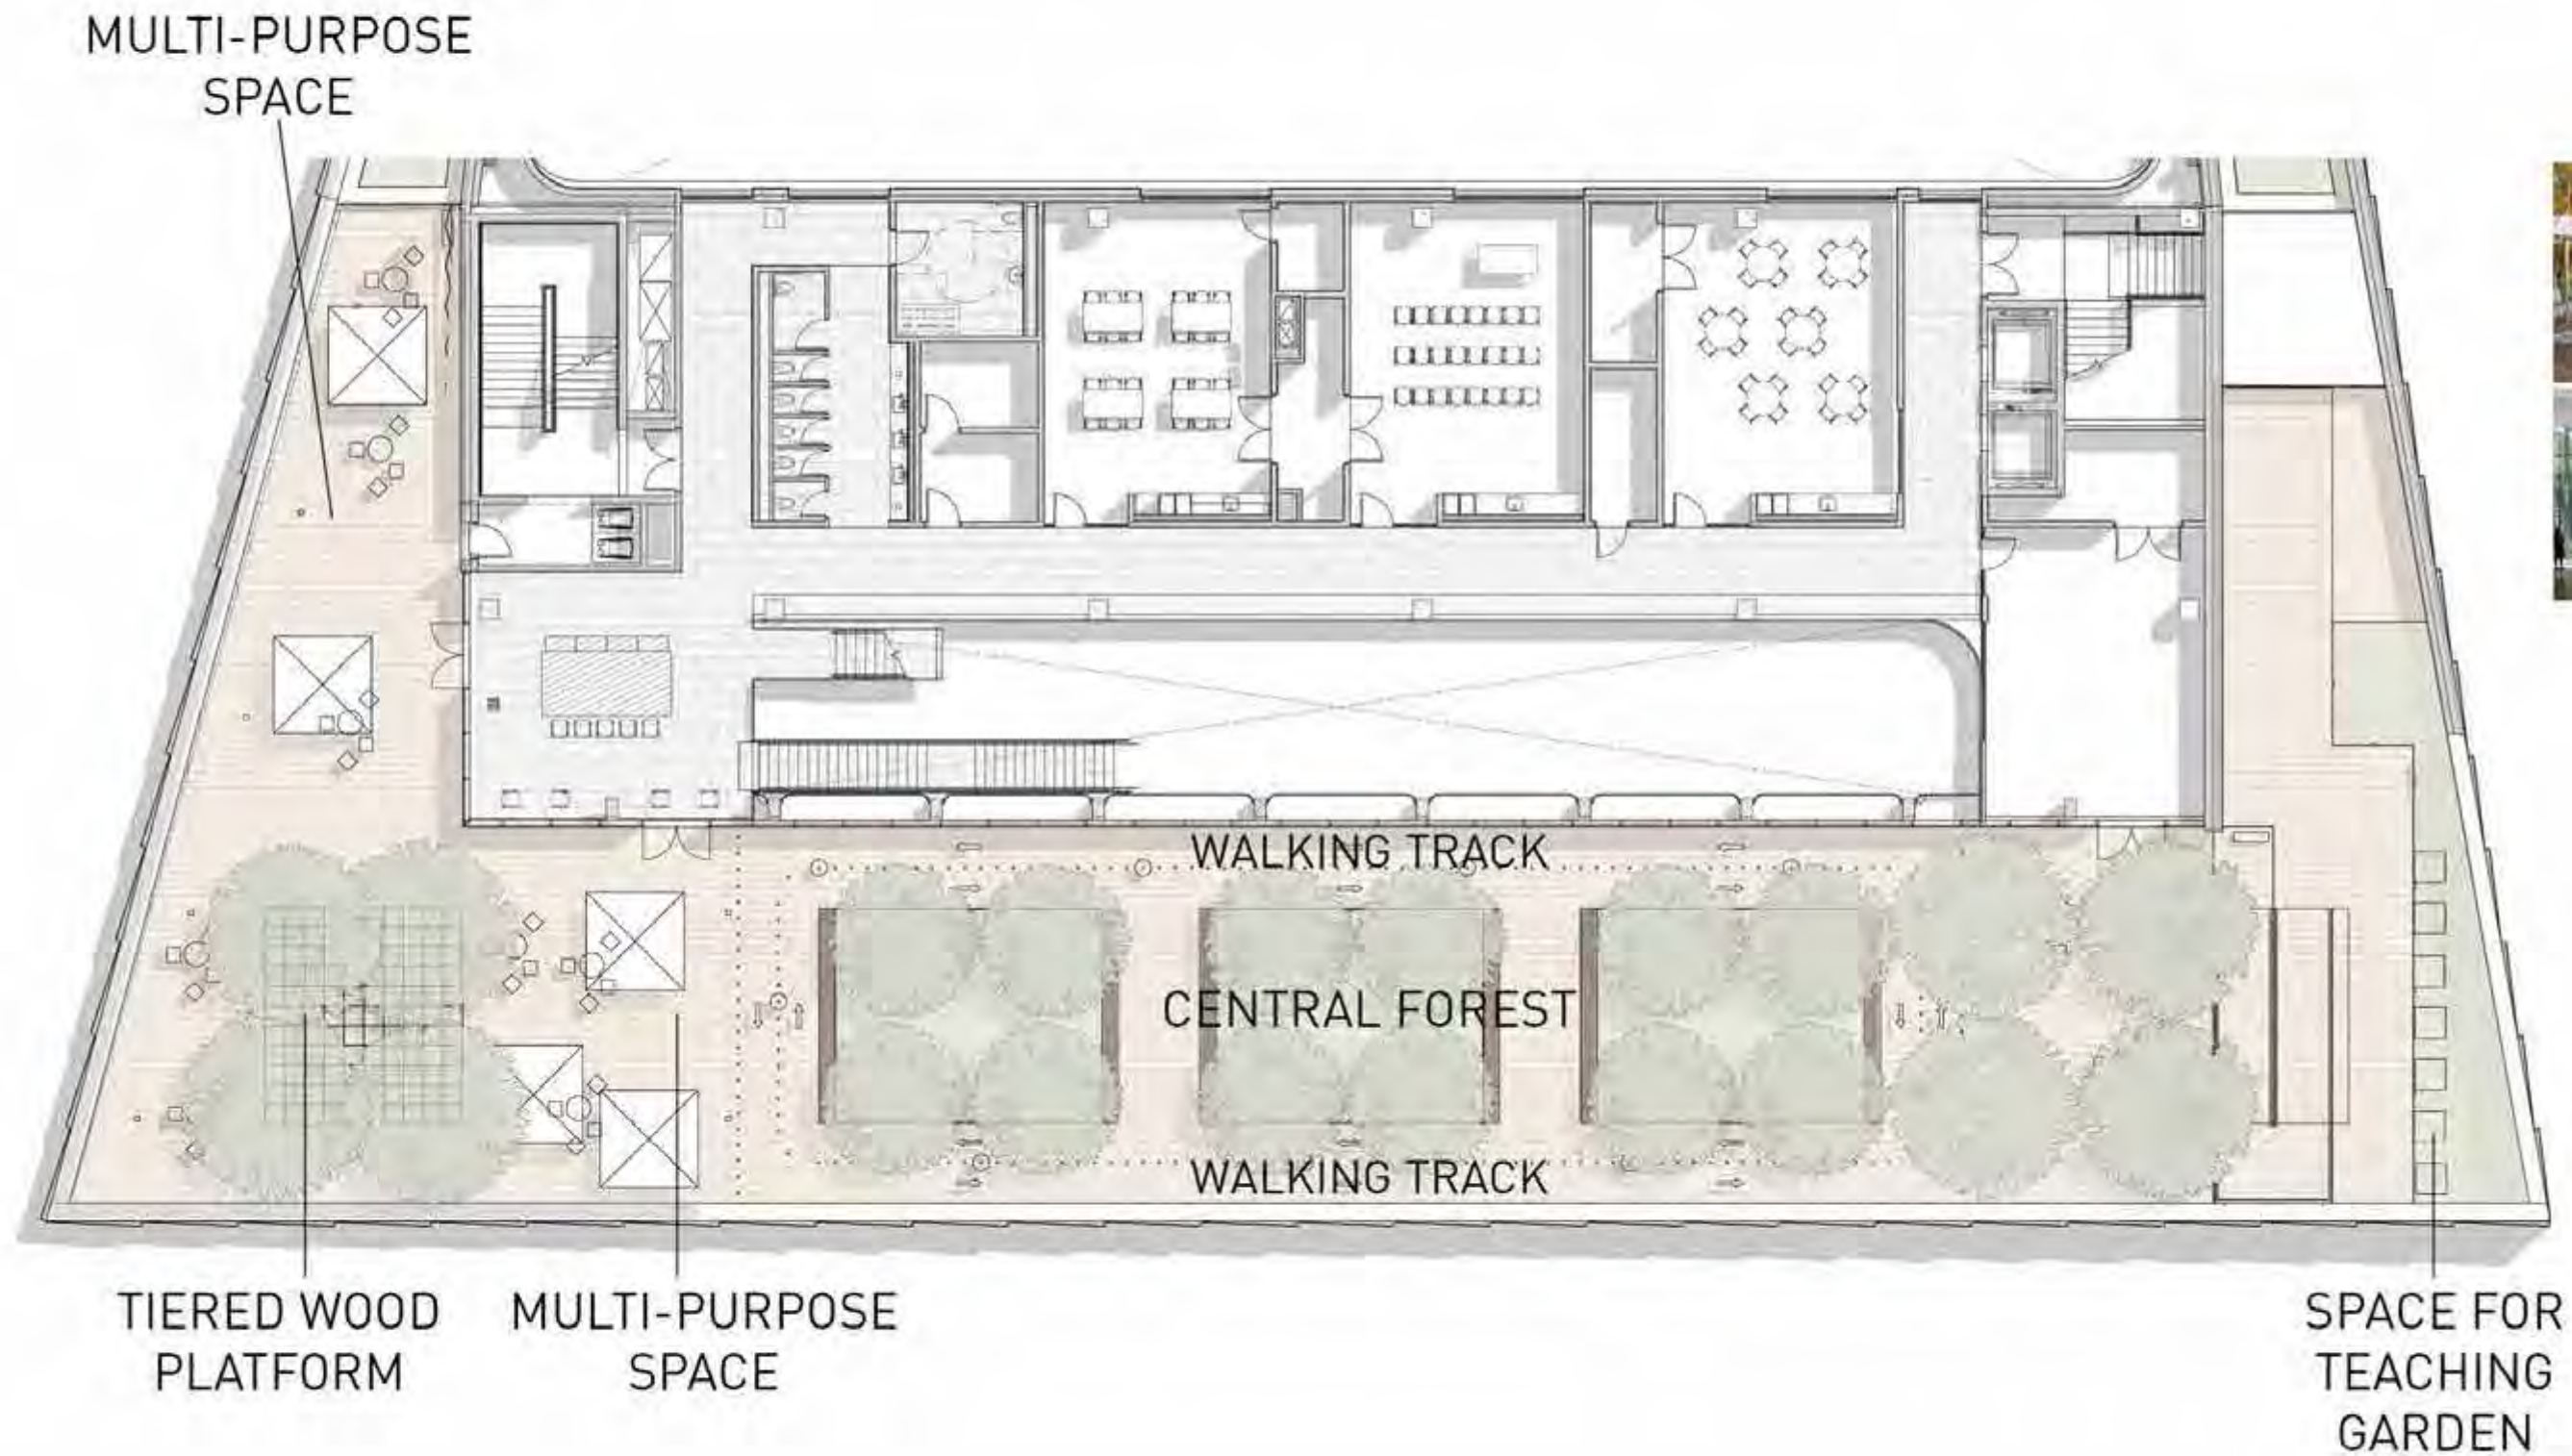 MULTI-PURPOSE
SPACE
WALKING TRACK
CENTRAL FOREST
WALKING TRACK
TIERED WOOD
PLATFORM
MULTI-PURPOSE
SPACE
SPACE FOR
TEACHING
GARDEN